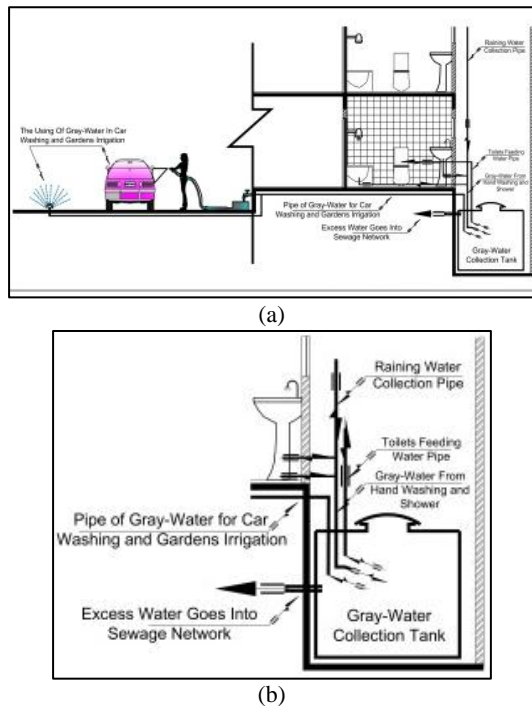 Raining Water
Collection Pipe
The Using Of Gray-Water In Car
Washing and Gardens Irrigation
Toilets Feeding
Water Pipe
Gray-Water From
Hand Washing and
Shower
Pipe of Gray-Water for Car
Washing and Gardens Irrigation
Excess Water Goes Into
Sewage Network
Gray-Water
Collection Tank
(a)
Raining Water
Collection Pipe
Toilets Feeding
Water Pipe
Gray-Water From
Hand Washing and
Shower
Pipe of Gray-Water for Car
Washing and Gardens Irrigation
Excess Water Goes Into
Sewage Network
Gray-Water
Collection Tank
(b)